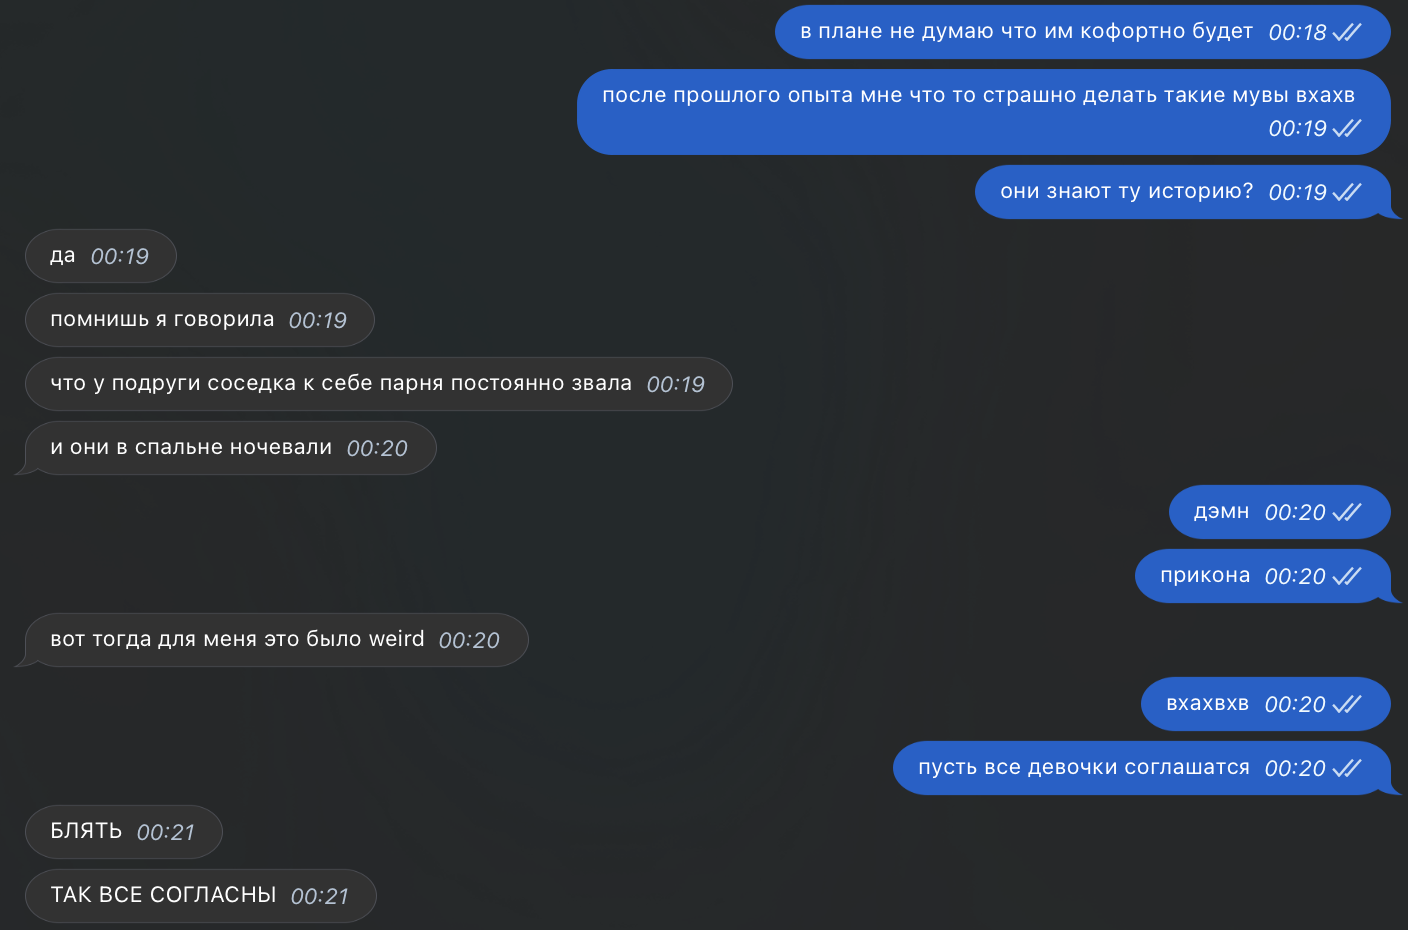 в плане не думаю что им кофортно будет 00:18
после прошлого опыта мне что то страшно делать такие мувы вхахв
00:19
они знают ту историю? 00:19
да 00:19
помнишь я говорила 00:19
что у подруги соседка к себе парня постоянно звала 00:19
и они в спальне ночевали 00:20
дэмн 00:20
прикона 00:20
вот тогда для меня это было weird 00:20
вхахвхв 00:20
пусть все девочки соглашатся 00:20
БЛЯТЬ 00:21
ТАК ВСЕ СОГЛАСНЫ 00:21